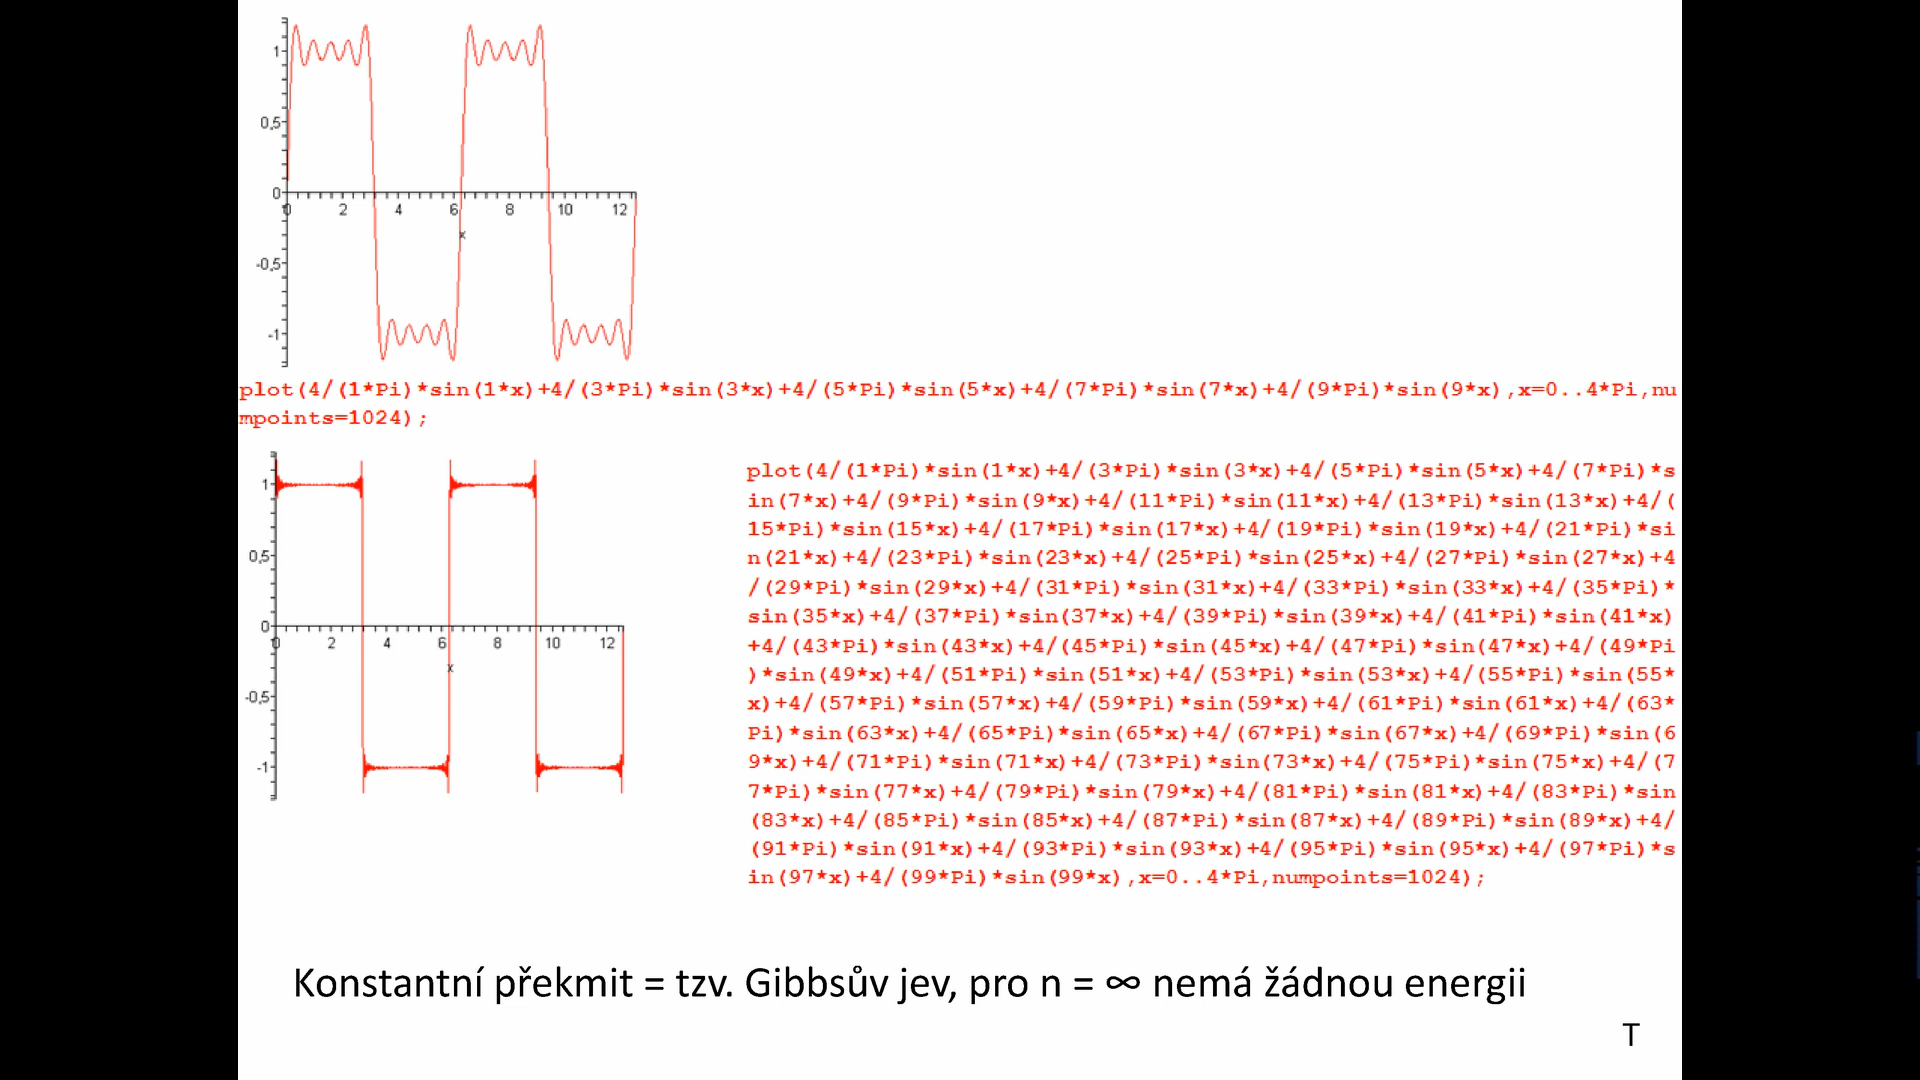 1
0,5
0
0 2 4 6 8 10 12
x
-0,5
-1
plot(4/(1*Pi)*sin(1*x)+4/(3*Pi)*sin(3*x)+4/(5*Pi)*sin(5*x)+4/(7*Pi)*sin(7*x)+4/(9*Pi)*sin(9*x),x=0..4*Pi,nu
mpoints=1024);
1
0,5
0
0 2 4 6 8 10 12
x
-0,5
-1
plot(4/(1*Pi)*sin(1*x)+4/(3*Pi)*sin(3*x)+4/(5*Pi)*sin(5*x)+4/(7*Pi)*s
in(7*x)+4/(9*Pi)*sin(9*x)+4/(11*Pi)*sin(11*x)+4/(13*Pi)*sin(13*x)+4/(
15*Pi)*sin(15*x)+4/(17*Pi)*sin(17*x)+4/(19*Pi)*sin(19*x)+4/(21*Pi)*si
n(21*x)+4/(23*Pi)*sin(23*x)+4/(25*Pi)*sin(25*x)+4/(27*Pi)*sin(27*x)+4
/(29*Pi)*sin(29*x)+4/(31*Pi)*sin(31*x)+4/(33*Pi)*sin(33*x)+4/(35*Pi)*
sin(35*x)+4/(37*Pi)*sin(37*x)+4/(39*Pi)*sin(39*x)+4/(41*Pi)*sin(41*x)
+4/(43*Pi)*sin(43*x)+4/(45*Pi)*sin(45*x)+4/(47*Pi)*sin(47*x)+4/(49*Pi
)*sin(49*x)+4/(51*Pi)*sin(51*x)+4/(53*Pi)*sin(53*x)+4/(55*Pi)*sin(55*
x)+4/(57*Pi)*sin(57*x)+4/(59*Pi)*sin(59*x)+4/(61*Pi)*sin(61*x)+4/(63*
Pi)*sin(63*x)+4/(65*Pi)*sin(65*x)+4/(67*Pi)*sin(67*x)+4/(69*Pi)*sin(6
9*x)+4/(71*Pi)*sin(71*x)+4/(73*Pi)*sin(73*x)+4/(75*Pi)*sin(75*x)+4/(7
7*Pi)*sin(77*x)+4/(79*Pi)*sin(79*x)+4/(81*Pi)*sin(81*x)+4/(83*Pi)*sin
(83*x)+4/(85*Pi)*sin(85*x)+4/(87*Pi)*sin(87*x)+4/(89*Pi)*sin(89*x)+4/
(91*Pi)*sin(91*x)+4/(93*Pi)*sin(93*x)+4/(95*Pi)*sin(95*x)+4/(97*Pi)*s
in(97*x)+4/(99*Pi)*sin(99*x),x=0..4*Pi,numpoints=1024);
Konstantní překmit = tzv. Gibbsův jev, pro n = ∞ nemá žádnou energii
T